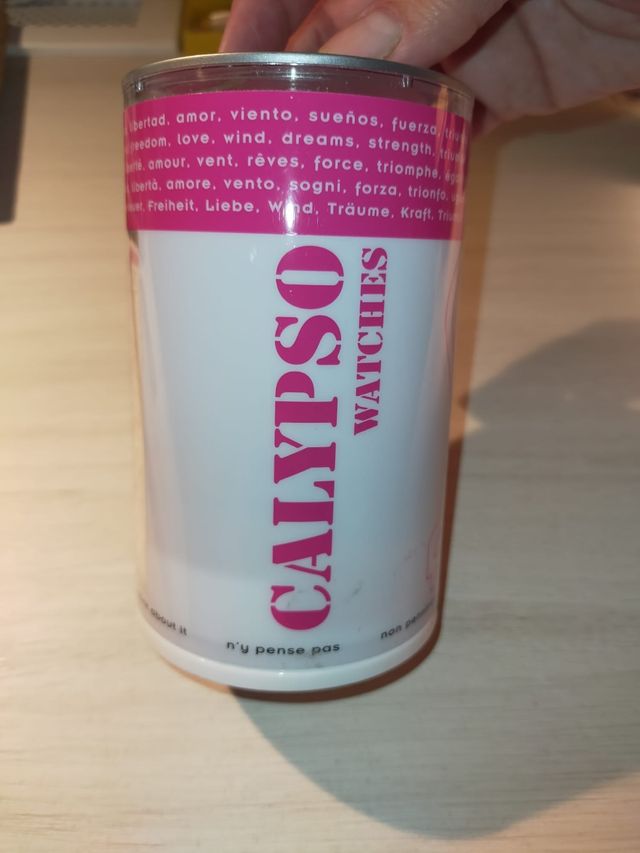 libertad, amor, viento, sueños, fuerza,
freedom, love, wind, dreams, strength,
amour, vent, rêves, force, triomphe,
libertà, amore, vento, sogni, forza, trionfo,
Freiheit, Liebe, Wind, Träume, Kraft,
CALYPSO
WATCHES
about it
n'y pense pas
non